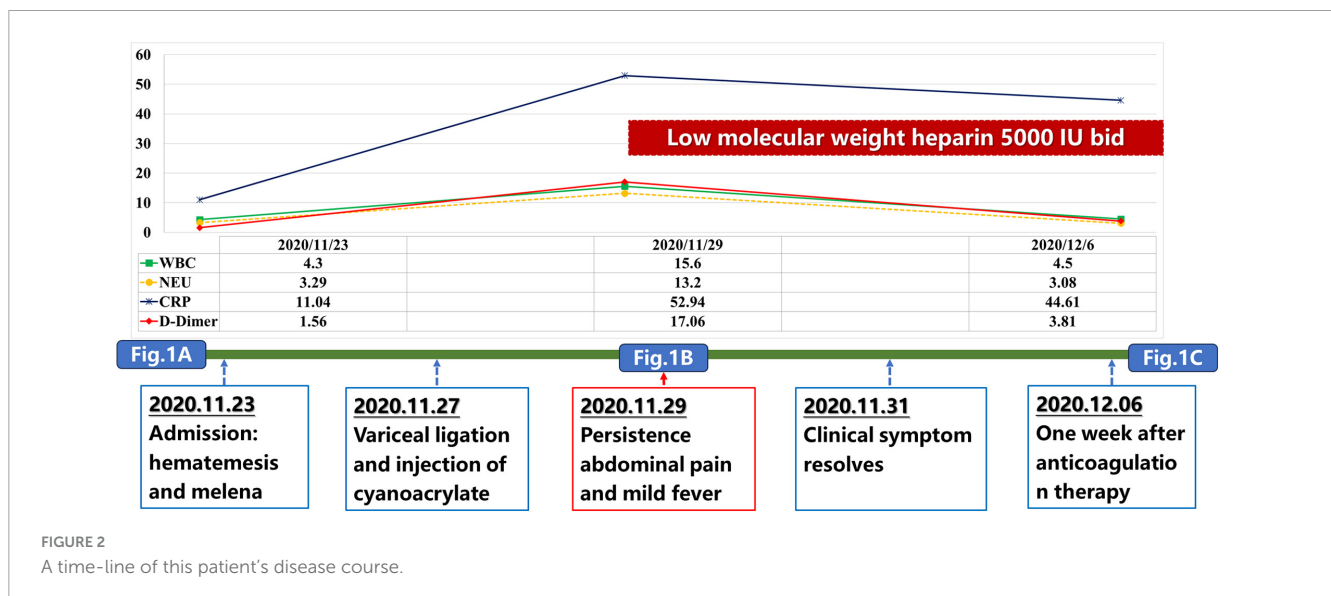 60
50
40
30
20
10
0
Low molecular weight heparin 5000 IU bid
2020/11/23 2020/11/29 2020/12/6
WBC 4.3 15.6 4.5
NEU 3.29 13.2 3.08
CRP 11.04 52.94 44.61
D-Dimer 1.56 17.06 3.81
Fig.1A Fig.1B Fig.1C
2020.11.23
Admission:
hematemesis
and melena
2020.11.27
Variceal ligation
and injection of
cyanoacrylate
2020.11.29
Persistence
abdominal pain
and mild fever
2020.11.31
Clinical symptom
resolves
2020.12.06
One week after
anticoagulatio
n therapy
FIGURE 2
A time-line of this patient's disease course.